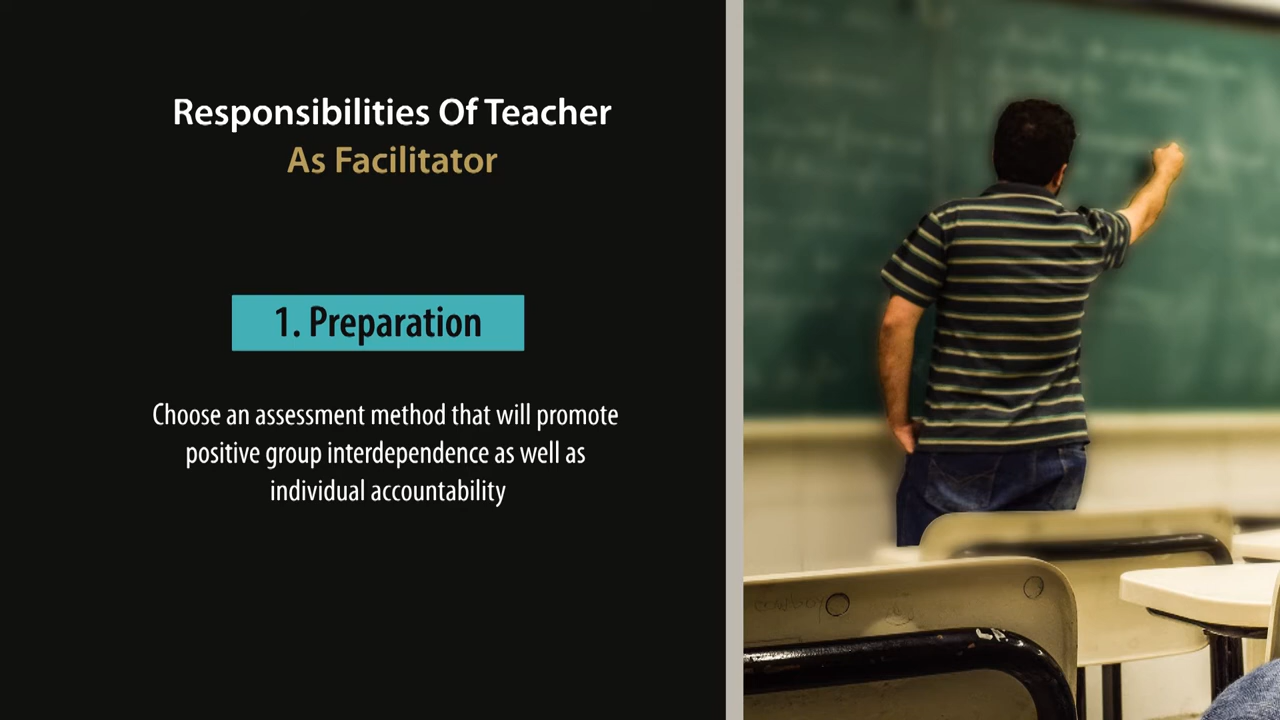 Responsibilities Of Teacher
As Facilitator
1. Preparation
Choose an assessment method that will promote
positive group interdependence as well as
individual accountability